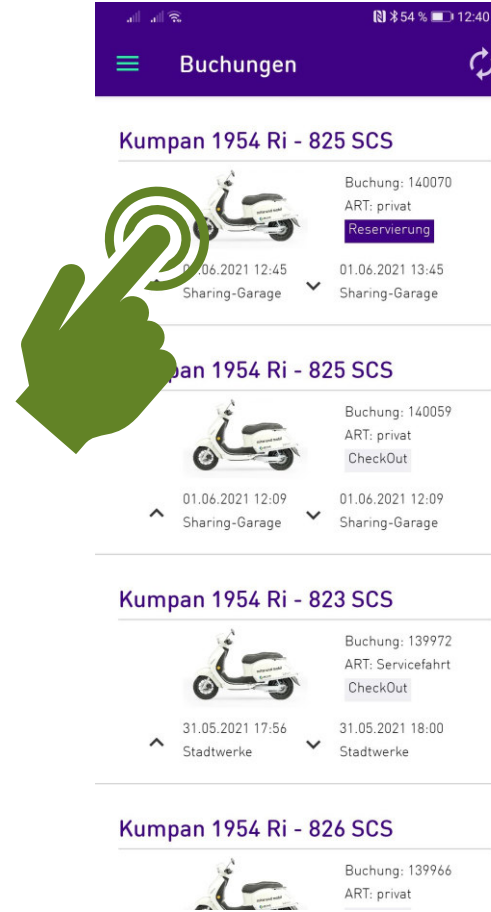 54 % 12:40
Buchungen
Kumpan 1954 Ri - 825 SCS
Buchung: 140070
ART: privat
Reservierung
.06.2021 12:45
01.06.2021 13:45
Sharing-Garage
Sharing-Garage
pan 1954 Ri - 825 SCS
Buchung: 140059
ART: privat
CheckOut
01.06.2021 12:09
01.06.2021 12:09
Sharing-Garage
Sharing-Garage
Kumpan 1954 Ri - 823 SCS
Buchung: 139972
ART: Servicefahrt
CheckOut
31.05.2021 17:56
31.05.2021 18:00
Stadtwerke
Stadtwerke
Kumpan 1954 Ri - 826 SCS
Buchung: 139966
ART: privat